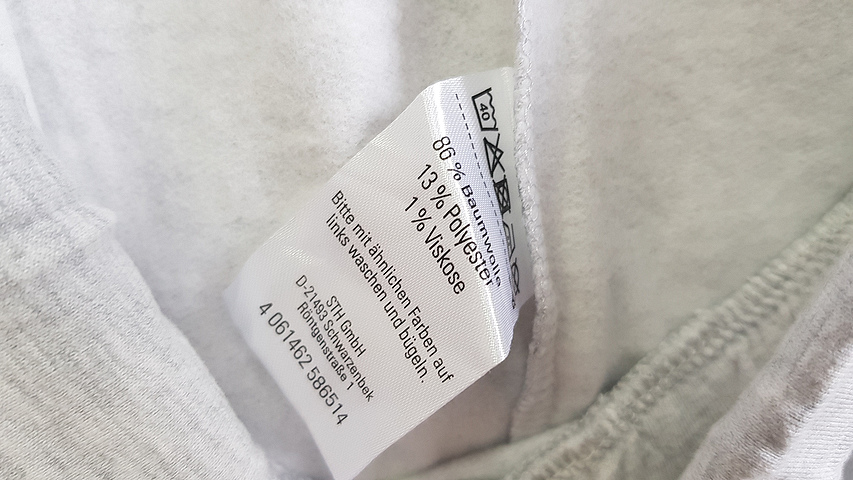 40
86 % Baumwolle
13 % Polyester
1 % Viskose
Bitte mit ähnlichen Farben auf
links waschen und bügeln.
STH GmbH
D-21493 Schwarzenbek
Röntgenstraße 1
4 061462 586514